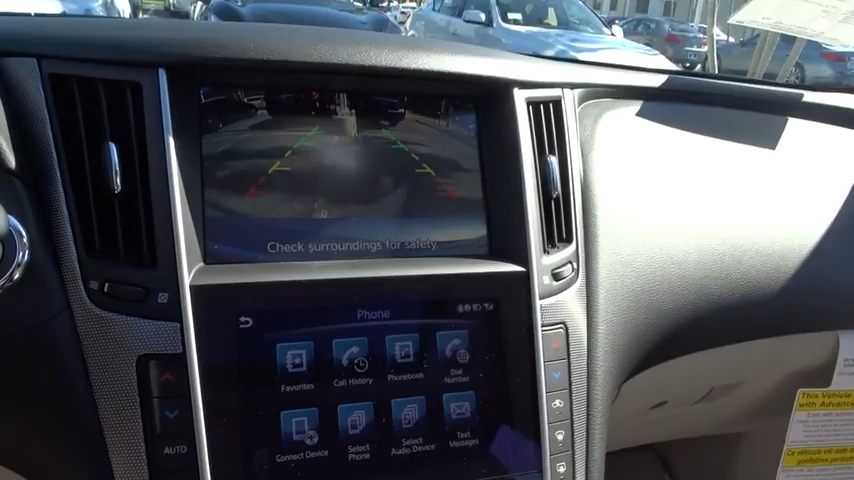 Check surroundings for safety.
Phone
Favorites
Call History
Phonebook
Dial
Number
Connect Device
Select
Phone
Select
Audio Device
Text
Messages
AUTO
This Vehicle
with Advance